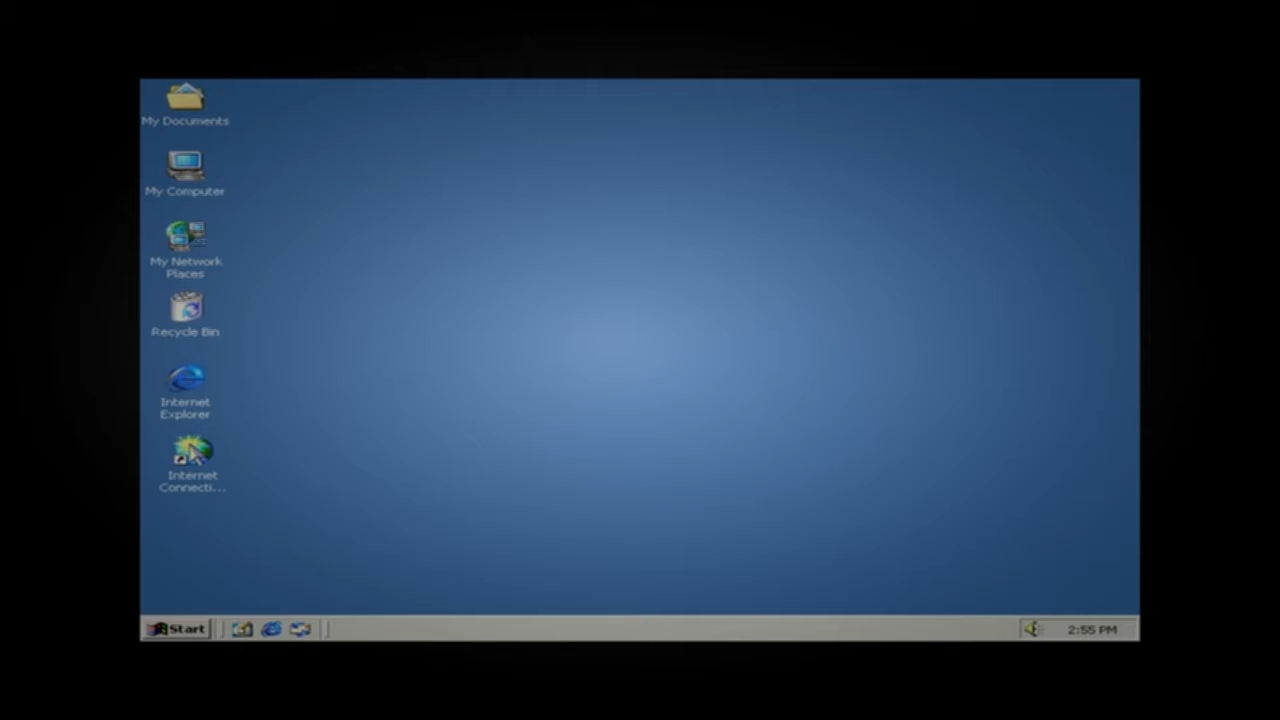 My Documents
My Computer
My Network
Places
Recycle Bin
Internet
Explorer
Internet
Connecti...
Start
2:55 PM